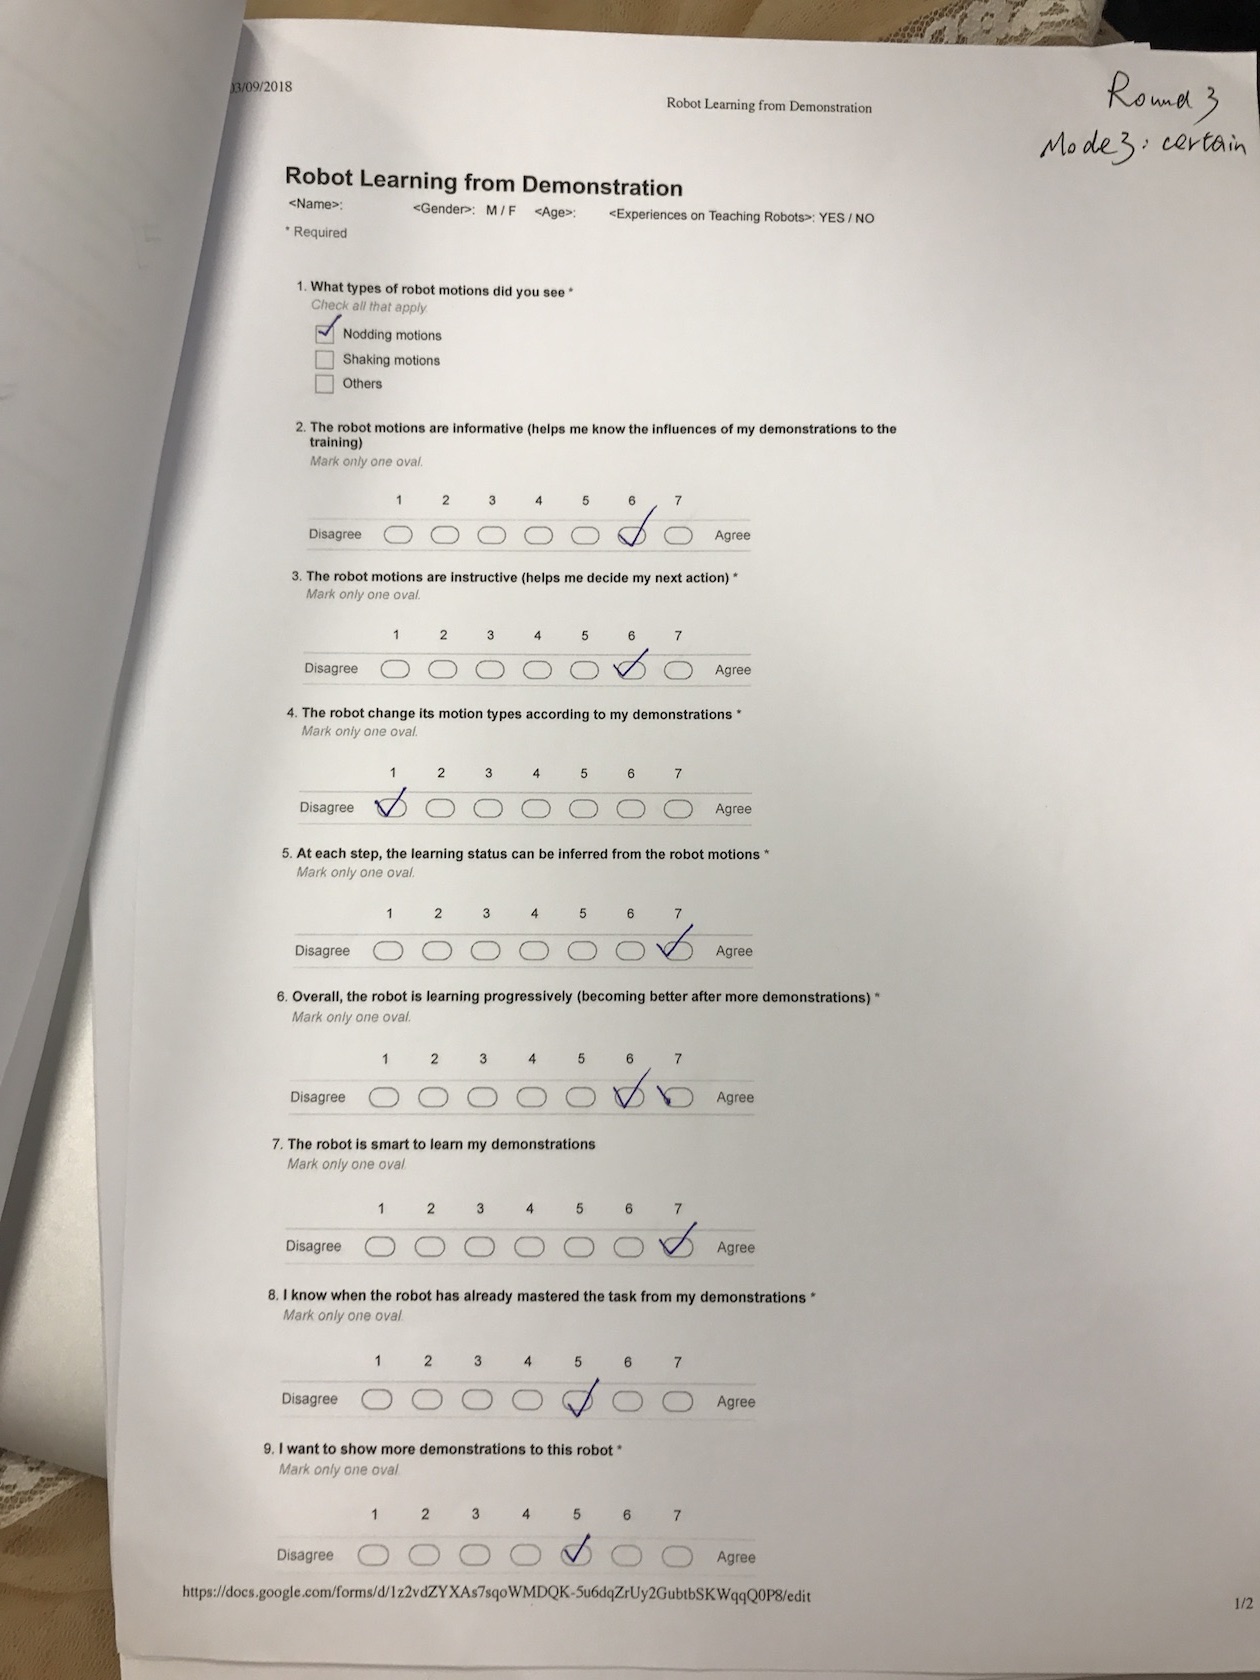 03/09/2018
Robot Learning from Demonstration
Round 3
Mode3: certain
Robot Learning from Demonstration
<Name>: <Gender>: M / F <Age>: <Experiences on Teaching Robots>: YES / NO
* Required
1. What types of robot motions did you see *
Check all that apply.
Nodding motions
Shaking motions
Others
2. The robot motions are informative (helps me know the influences of my demonstrations to the
training)
Mark only one oval.
1 2 3 4 5 6 7
Disagree Agree
3. The robot motions are instructive (helps me decide my next action) *
Mark only one oval.
1 2 3 4 5 6 7
Disagree Agree
4. The robot change its motion types according to my demonstrations *
Mark only one oval.
1 2 3 4 5 6 7
Disagree Agree
5. At each step, the learning status can be inferred from the robot motions *
Mark only one oval.
1 2 3 4 5 6 7
Disagree Agree
6. Overall, the robot is learning progressively (becoming better after more demonstrations) *
Mark only one oval.
1 2 3 4 5 6 7
Disagree Agree
7. The robot is smart to learn my demonstrations
Mark only one oval.
1 2 3 4 5 6 7
Disagree Agree
8. I know when the robot has already mastered the task from my demonstrations *
Mark only one oval.
1 2 3 4 5 6 7
Disagree Agree
9. I want to show more demonstrations to this robot *
Mark only one oval.
1 2 3 4 5 6 7
Disagree Agree
https://docs.google.com/forms/d/1z2vdZYXAs7sqoWMDQK-5u6dqZrUy2GubtbSKWqqQ0P8/edit
1/2